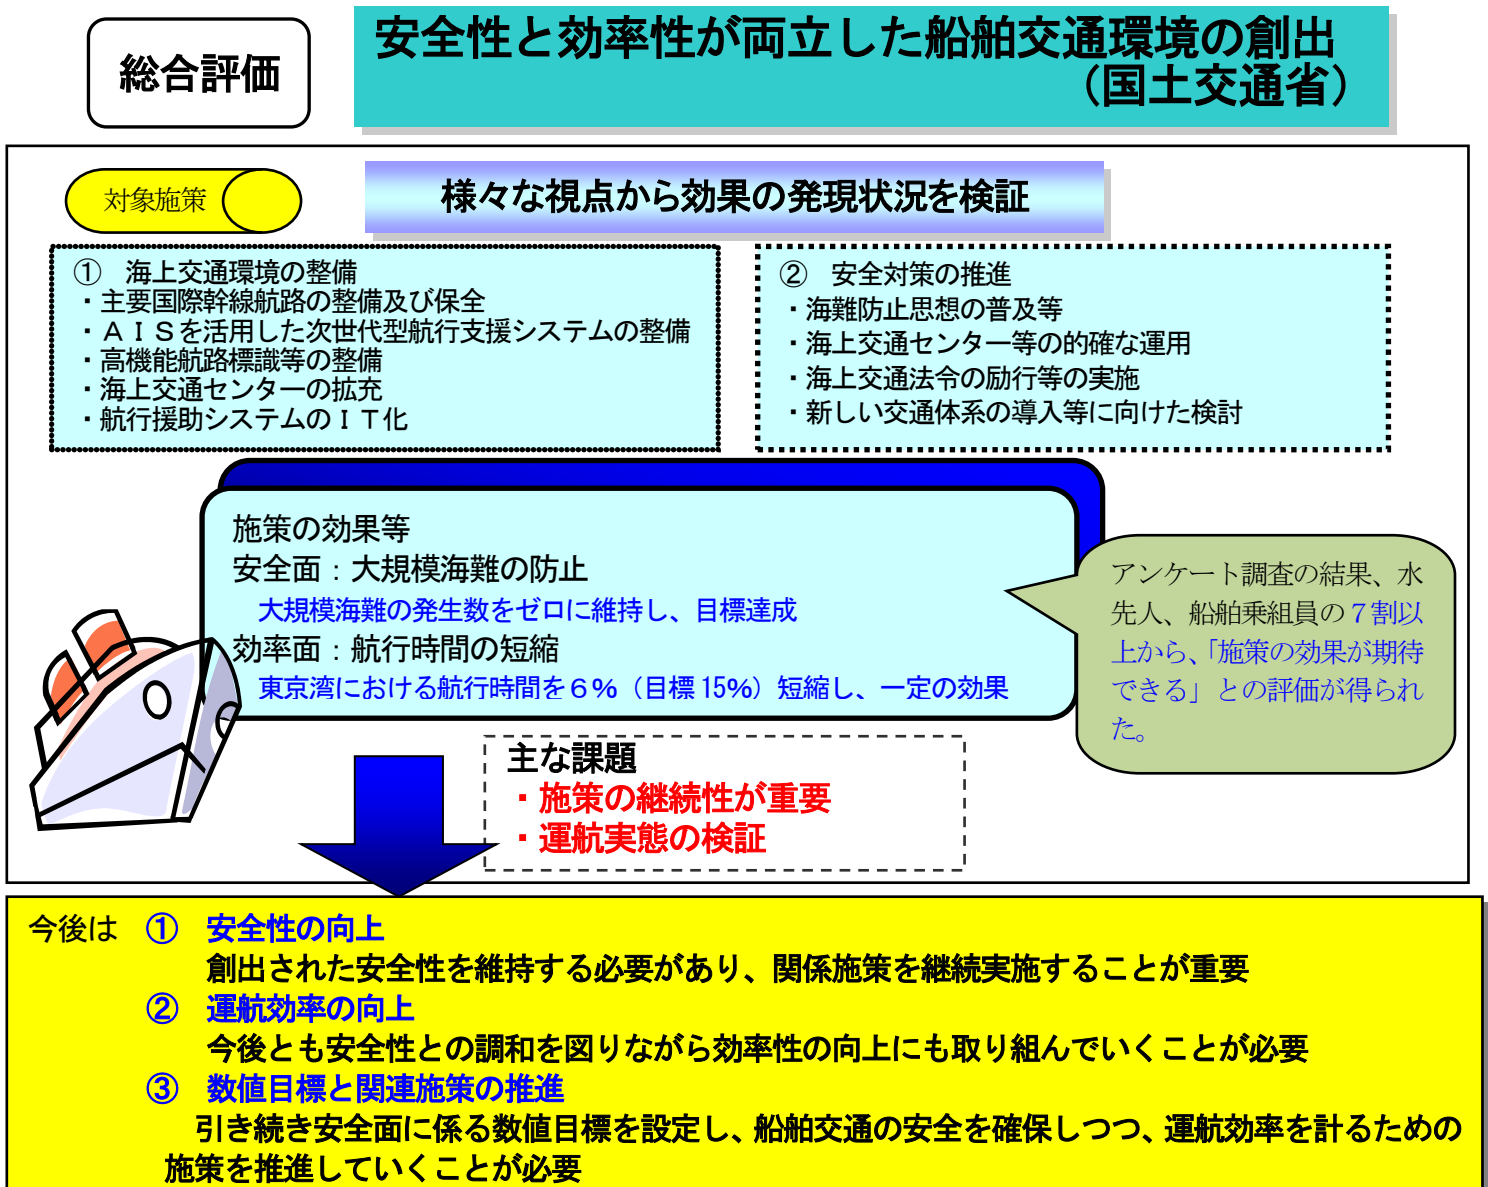 総合評価
安全性と効率性が両立した船舶交通環境の創出
（国土交通省）
対象施策
様々な視点から効果の発現状況を検証
①　海上交通環境の整備
・主要国際幹線航路の整備及び保全
・ＡＩＳを活用した次世代型航行支援システムの整備
・高機能航路標識等の整備
・海上交通センターの拡充
・航行援助システムのＩＴ化
②　安全対策の推進
・海難防止思想の普及等
・海上交通センター等の的確な運用
・海上交通法令の励行等の実施
・新しい交通体系の導入等に向けた検討
施策の効果等
安全面：大規模海難の防止
大規模海難の発生数をゼロに維持し、目標達成
効率面：航行時間の短縮
東京湾における航行時間を６％（目標15％）短縮し、一定の効果
アンケート調査の結果、水
先人、船舶乗組員の７割以
上から、「施策の効果が期待
できる」との評価が得られ
た。
主な課題
・施策の継続性が重要
・運航実態の検証
今後は　①　安全性の向上
創出された安全性を維持する必要があり、関係施策を継続実施することが重要
②　運航効率の向上
今後とも安全性との調和を図りながら効率性の向上にも取り組んでいくことが必要
③　数値目標と関連施策の推進
引き続き安全面に係る数値目標を設定し、船舶交通の安全を確保しつつ、運航効率を計るための
施策を推進していくことが必要